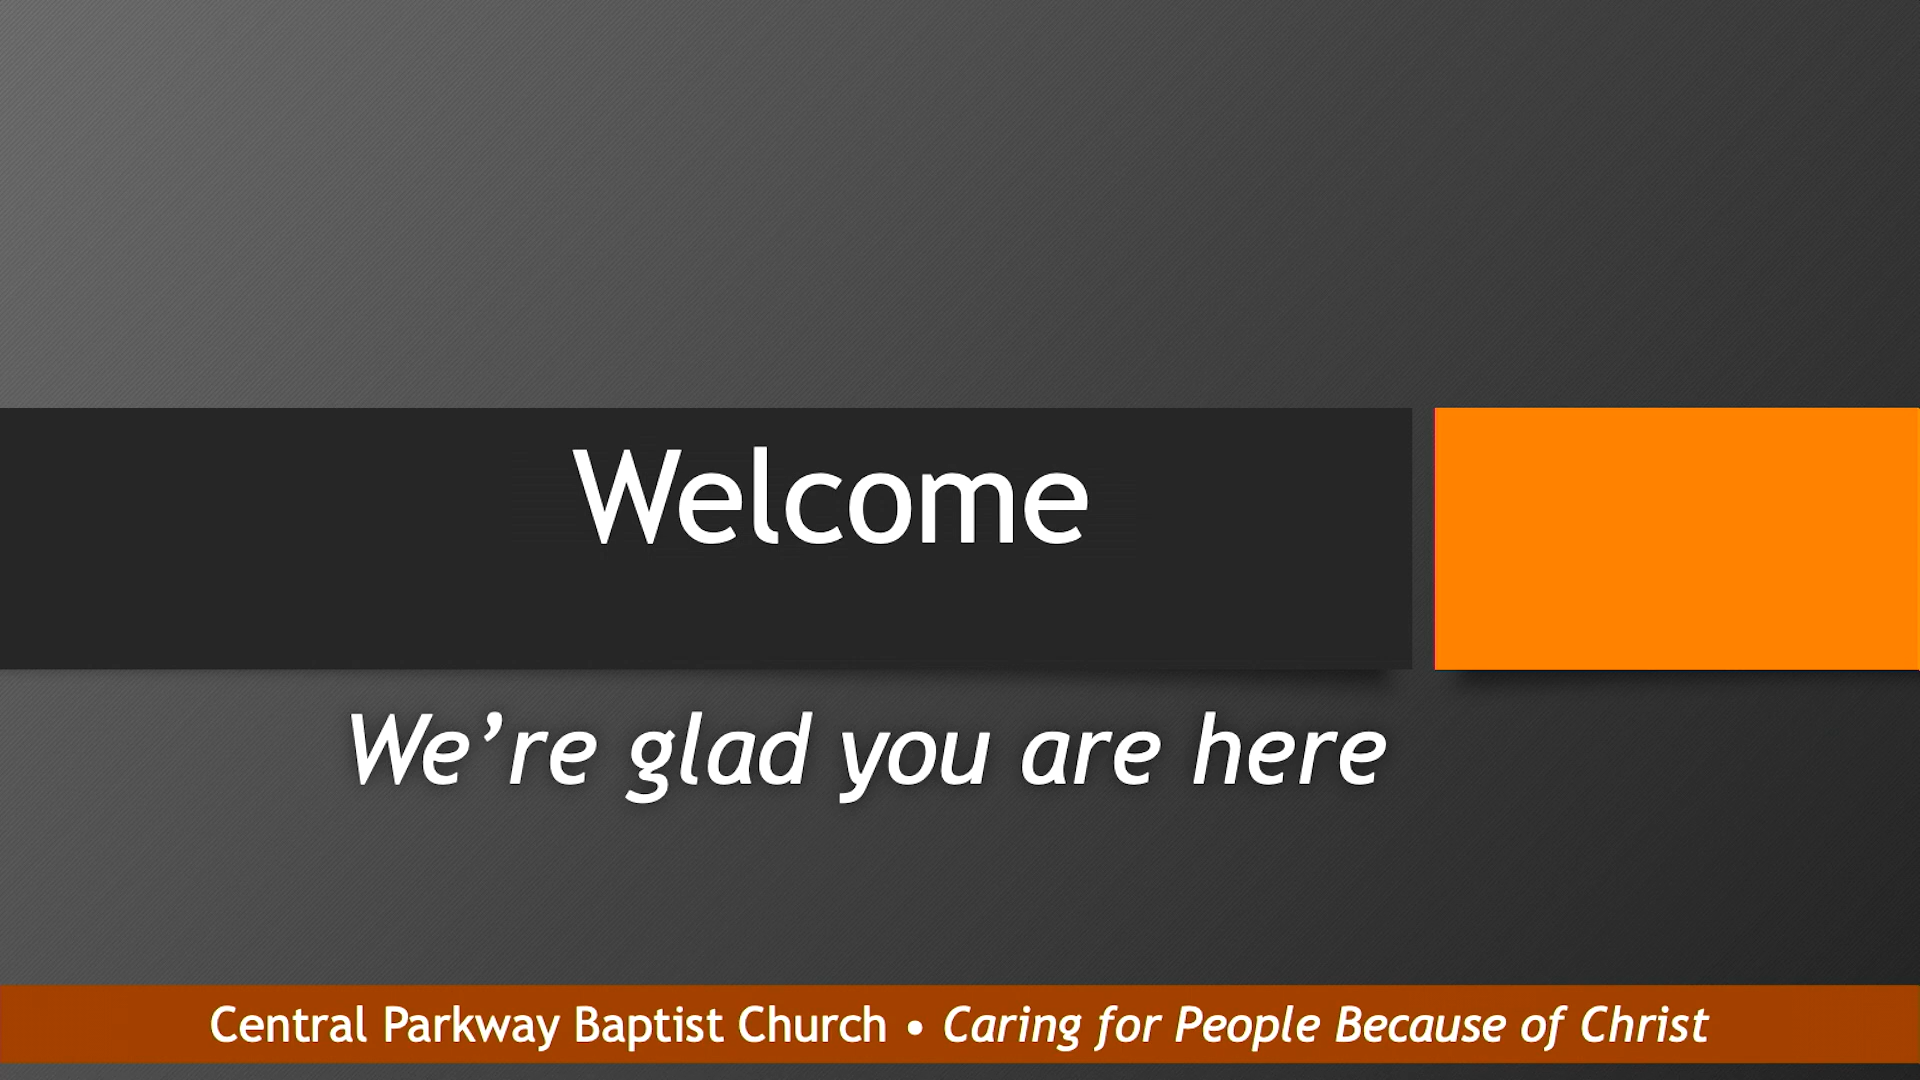 Welcome
We’re glad you are here
Central Parkway Baptist Church • Caring for People Because of Christ